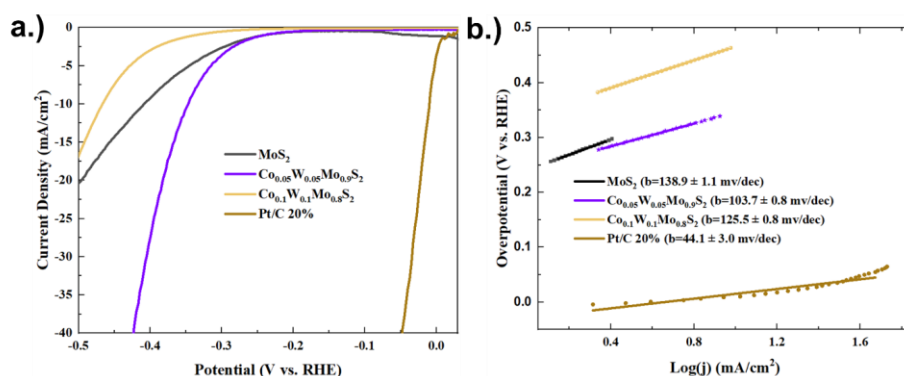 a.)
0
-5
-10
-15
-20
-25
-30
-35
-40
Current Density (mA/cm²)
MoS₂
Co₀.₀₅W₀.₀₅Mo₀.₉S₂
Co₀.₁W₀.₁Mo₀.₈S₂
Pt/C 20%
-0.5 -0.4 -0.3 -0.2 -0.1 0.0
Potential (V vs. RHE)
b.)
0.5
0.4
0.3
0.2
0.1
0.0
Overpotential (V vs. RHE)
MoS₂ (b=138.9 ± 1.1 mv/dec)
Co₀.₀₅W₀.₀₅Mo₀.₉S₂ (b=103.7 ± 0.8 mv/dec)
Co₀.₁W₀.₁Mo₀.₈S₂ (b=125.5 ± 0.8 mv/dec)
Pt/C 20% (b=44.1 ± 3.0 mv/dec)
0.4 0.8 1.2 1.6
Log(j) (mA/cm²)